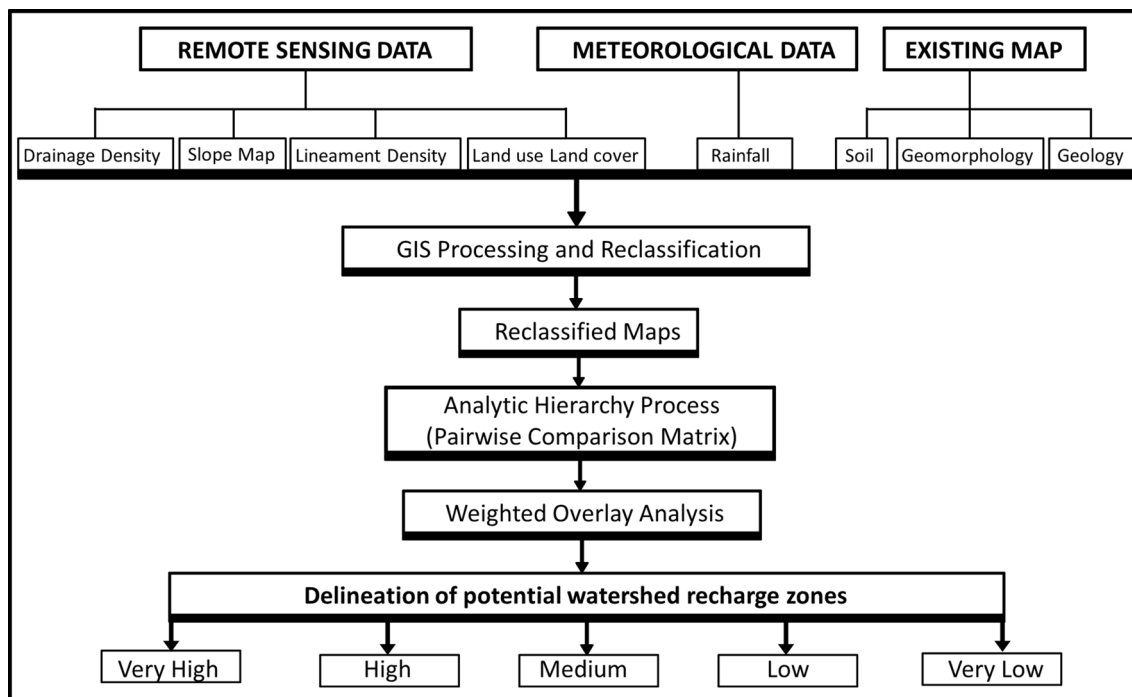 REMOTE SENSING DATA
METEOROLOGICAL DATA
EXISTING MAP
Drainage Density
Slope Map
Lineament Density
Land use Land cover
Rainfall
Soil
Geomorphology
Geology
GIS Processing and Reclassification
Reclassified Maps
Analytic Hierarchy Process
(Pairwise Comparison Matrix)
Weighted Overlay Analysis
Delineation of potential watershed recharge zones
Very High
High
Medium
Low
Very Low